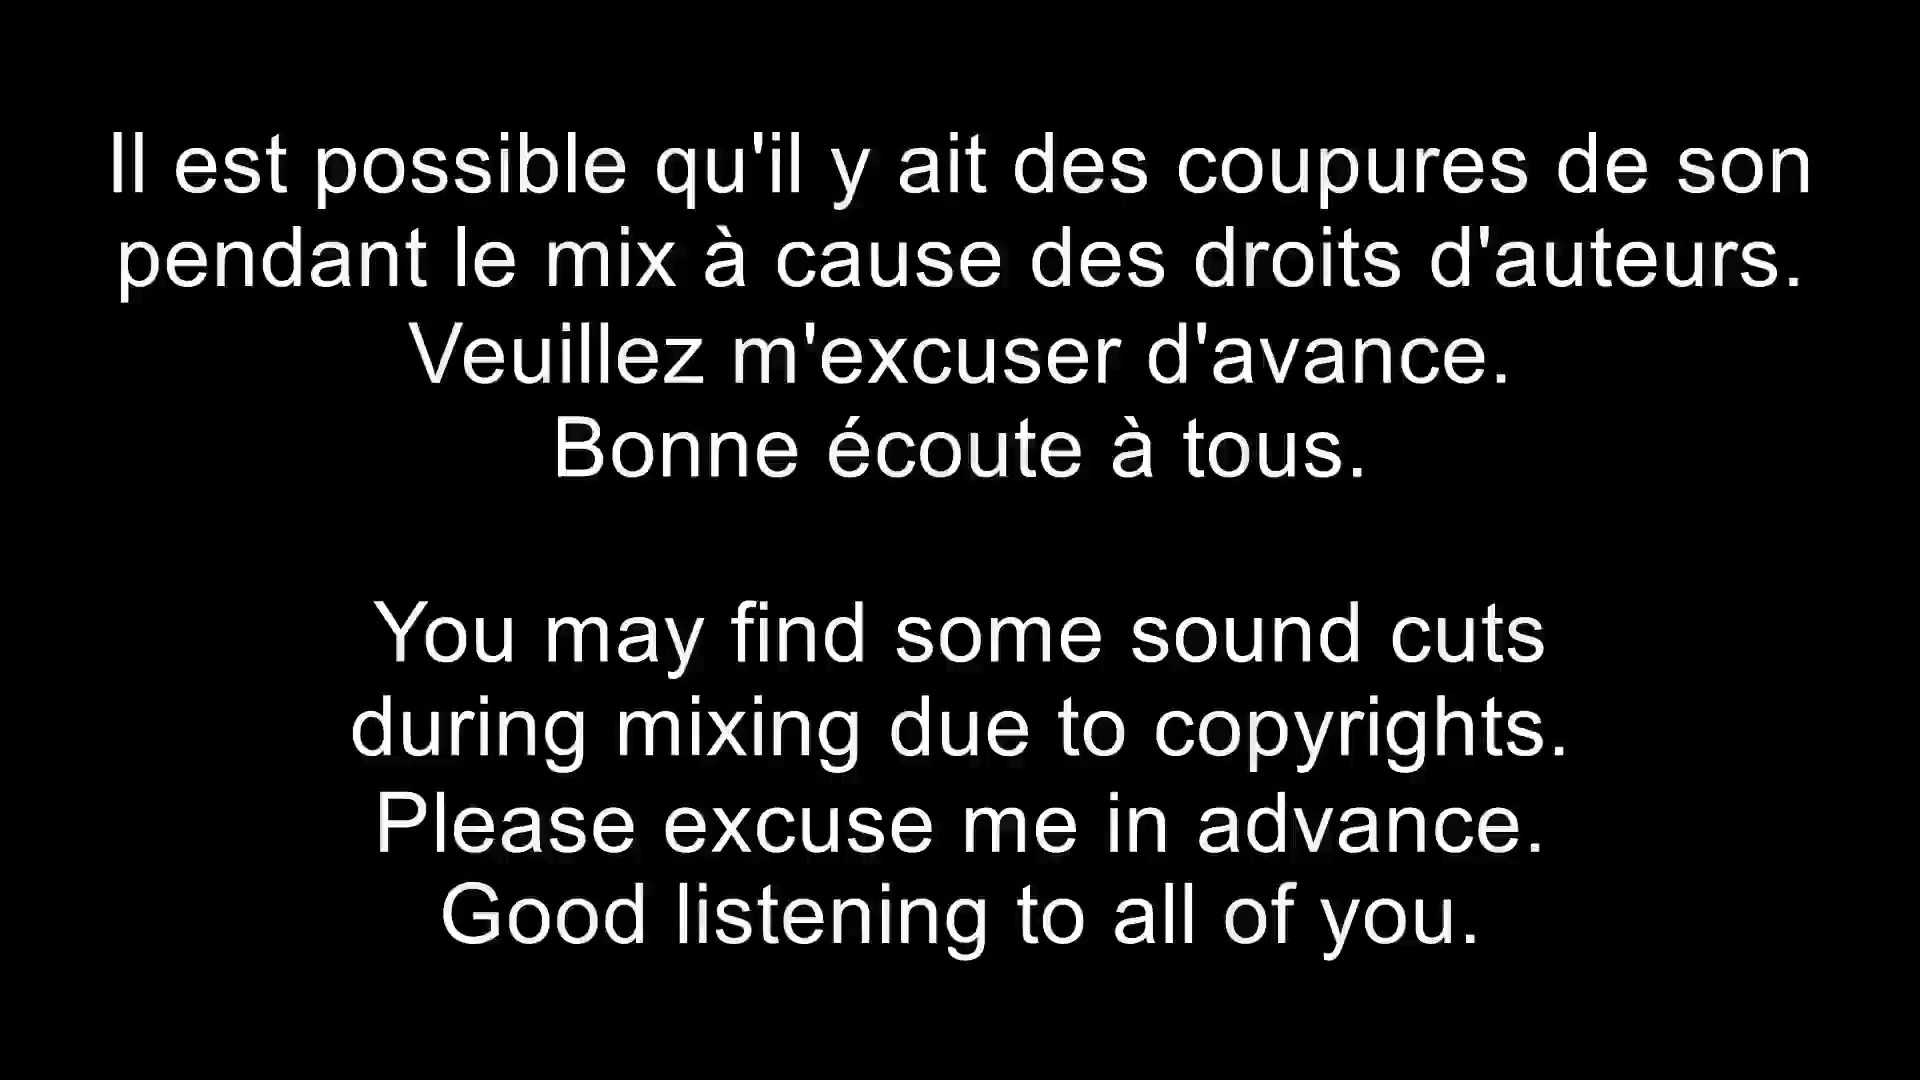 Il est possible qu'il y ait des coupures de son
pendant le mix à cause des droits d'auteurs.
Veuillez m'excuser d'avance.
Bonne écoute à tous.
You may find some sound cuts
during mixing due to copyrights.
Please excuse me in advance.
Good listening to all of you.